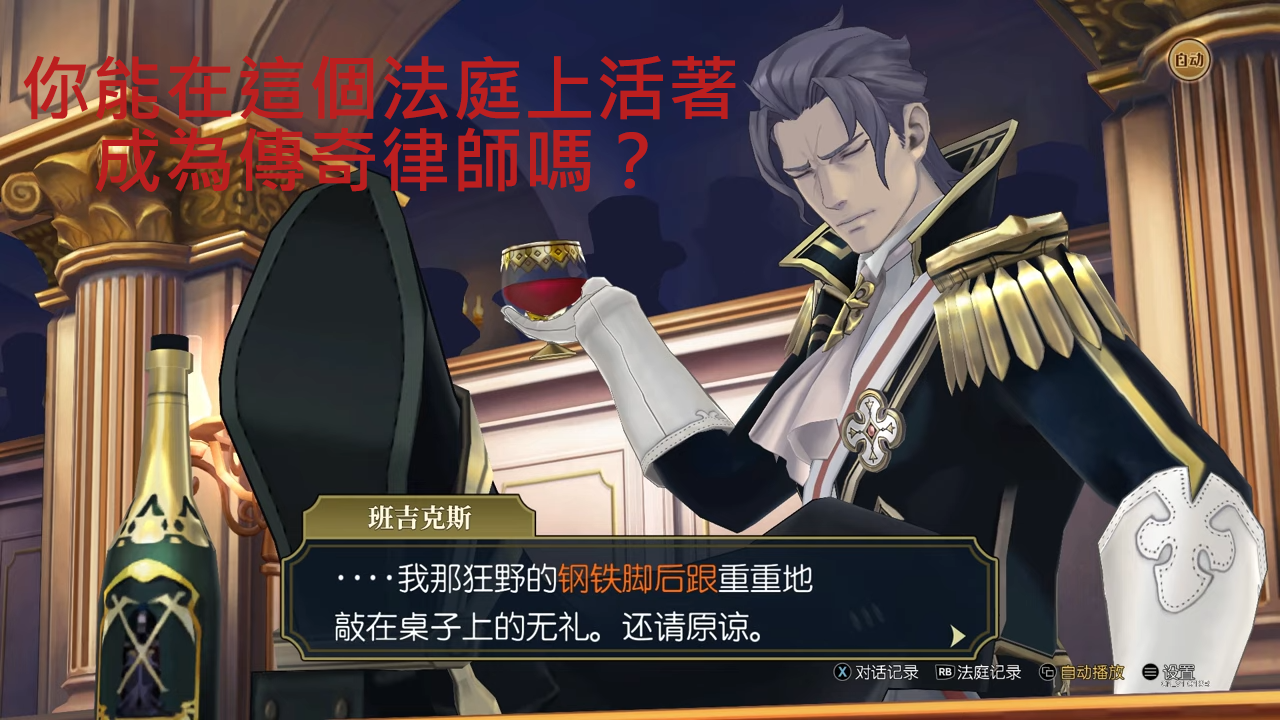 你能在這個法庭上活著
成為傳奇律師嗎？
自动
班吉克斯
····我那狂野的钢铁脚后跟重重地
敲在桌子上的无礼。还请原谅。
X 对话记录 RB 法庭记录 自动播放 设置